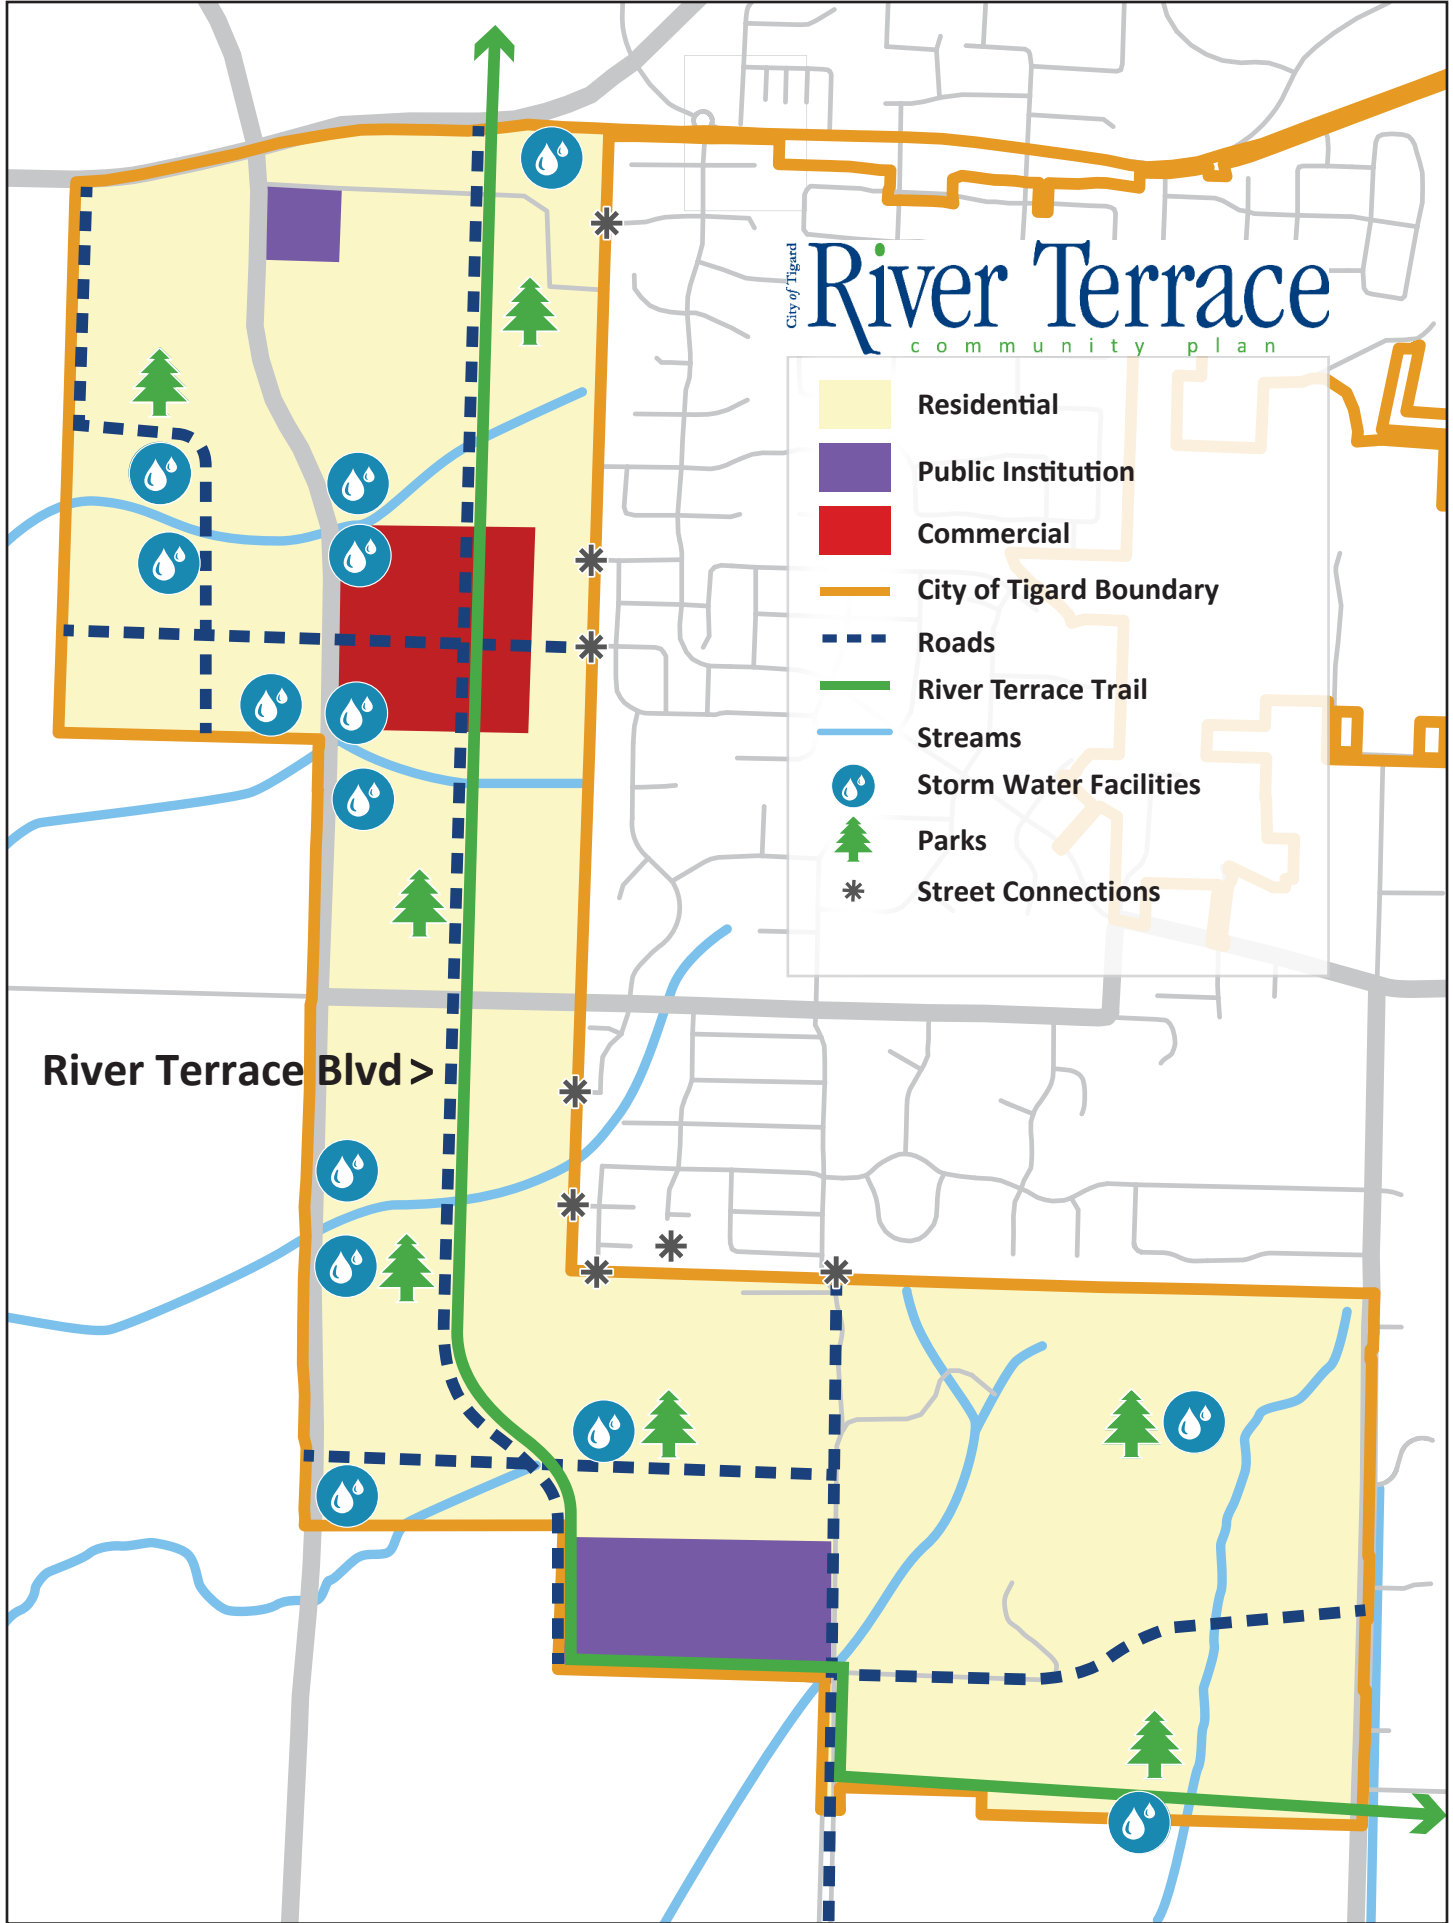 City of Tigard
River Terrace
community plan
Residential
Public Institution
Commercial
City of Tigard Boundary
Roads
River Terrace Trail
Streams
Storm Water Facilities
Parks
Street Connections
River Terrace Blvd >